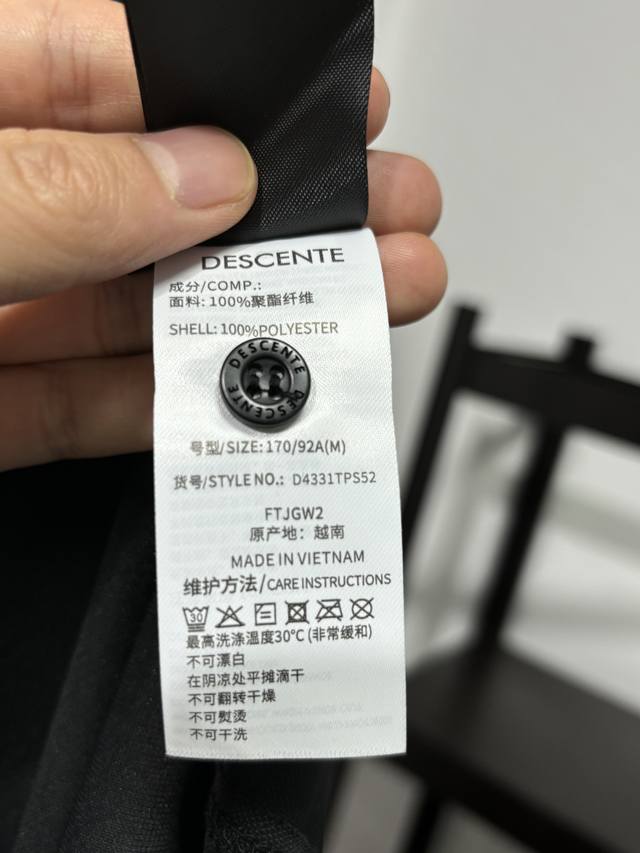 DESCENTE
成分/COMP.:
面料: 100%聚酯纤维
SHELL: 100%POLYESTER
DESCENTE DESCENTE
号型/SIZE: 170/92A(M)
货号/STYLE NO.: D4331TPS52
FTJGW2
原产地: 越南
MADE IN VIETNAM
维护方法/CARE INSTRUCTIONS
30
最高洗涤温度30℃ (非常缓和)
不可漂白
在阴凉处平摊滴干
不可翻转干燥
不可熨烫
不可干洗